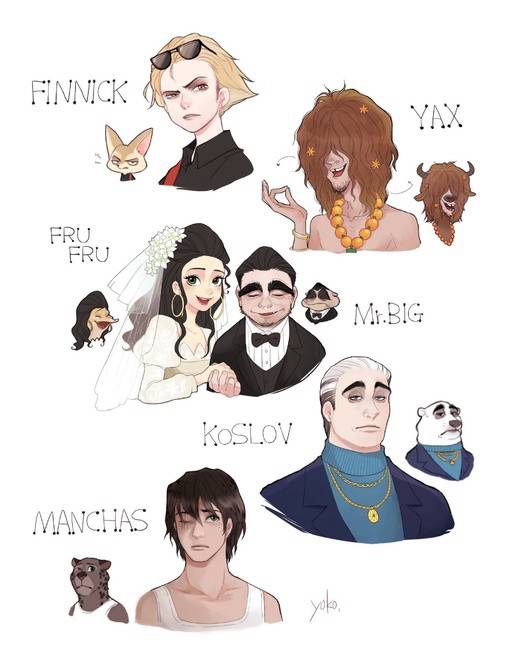 FINNICK
YAX
FRU
FRU
Mr.BIG
KOSLOV
MANCHAS
yoko.